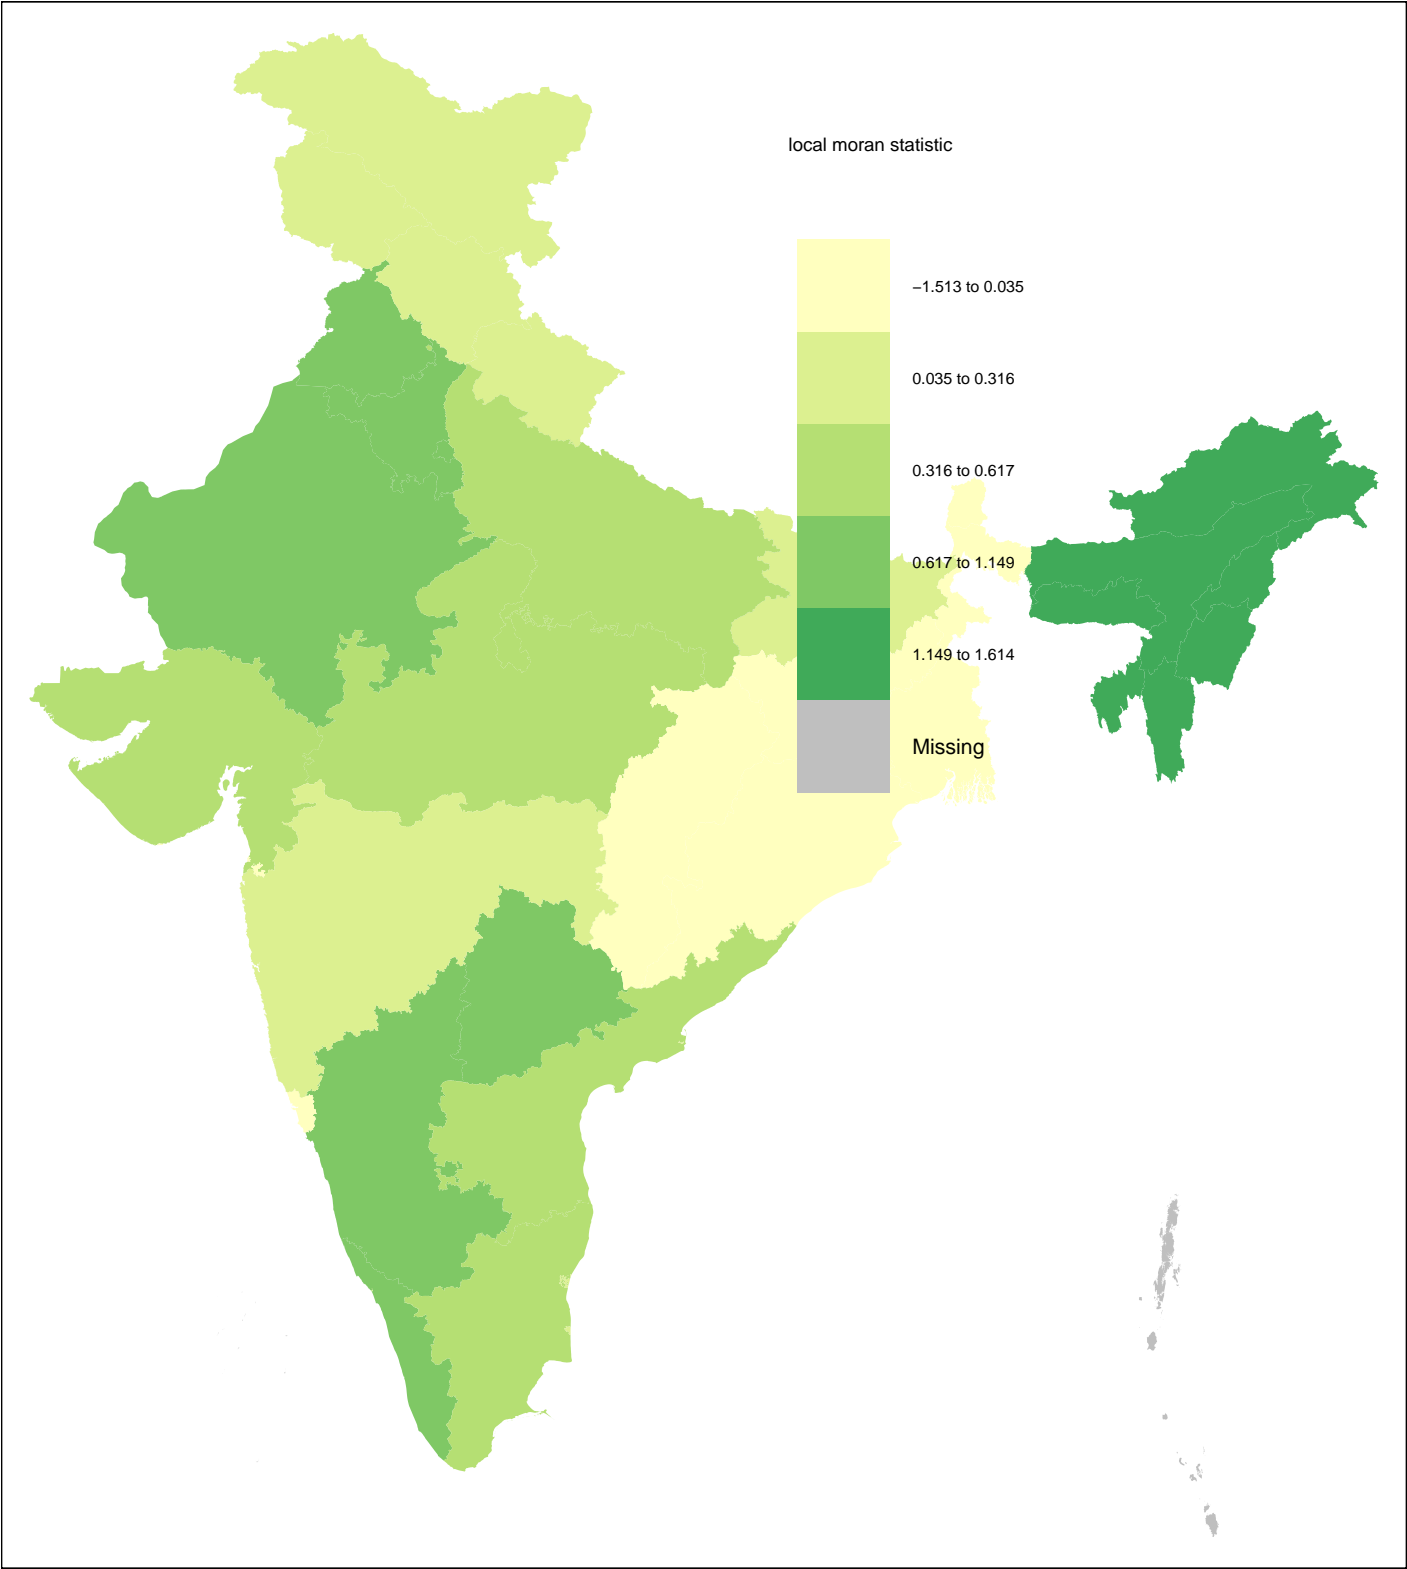 local moran statistic
−1.513 to 0.035
0.035 to 0.316
0.316 to 0.617
0.617 to 1.149
1.149 to 1.614
Missing